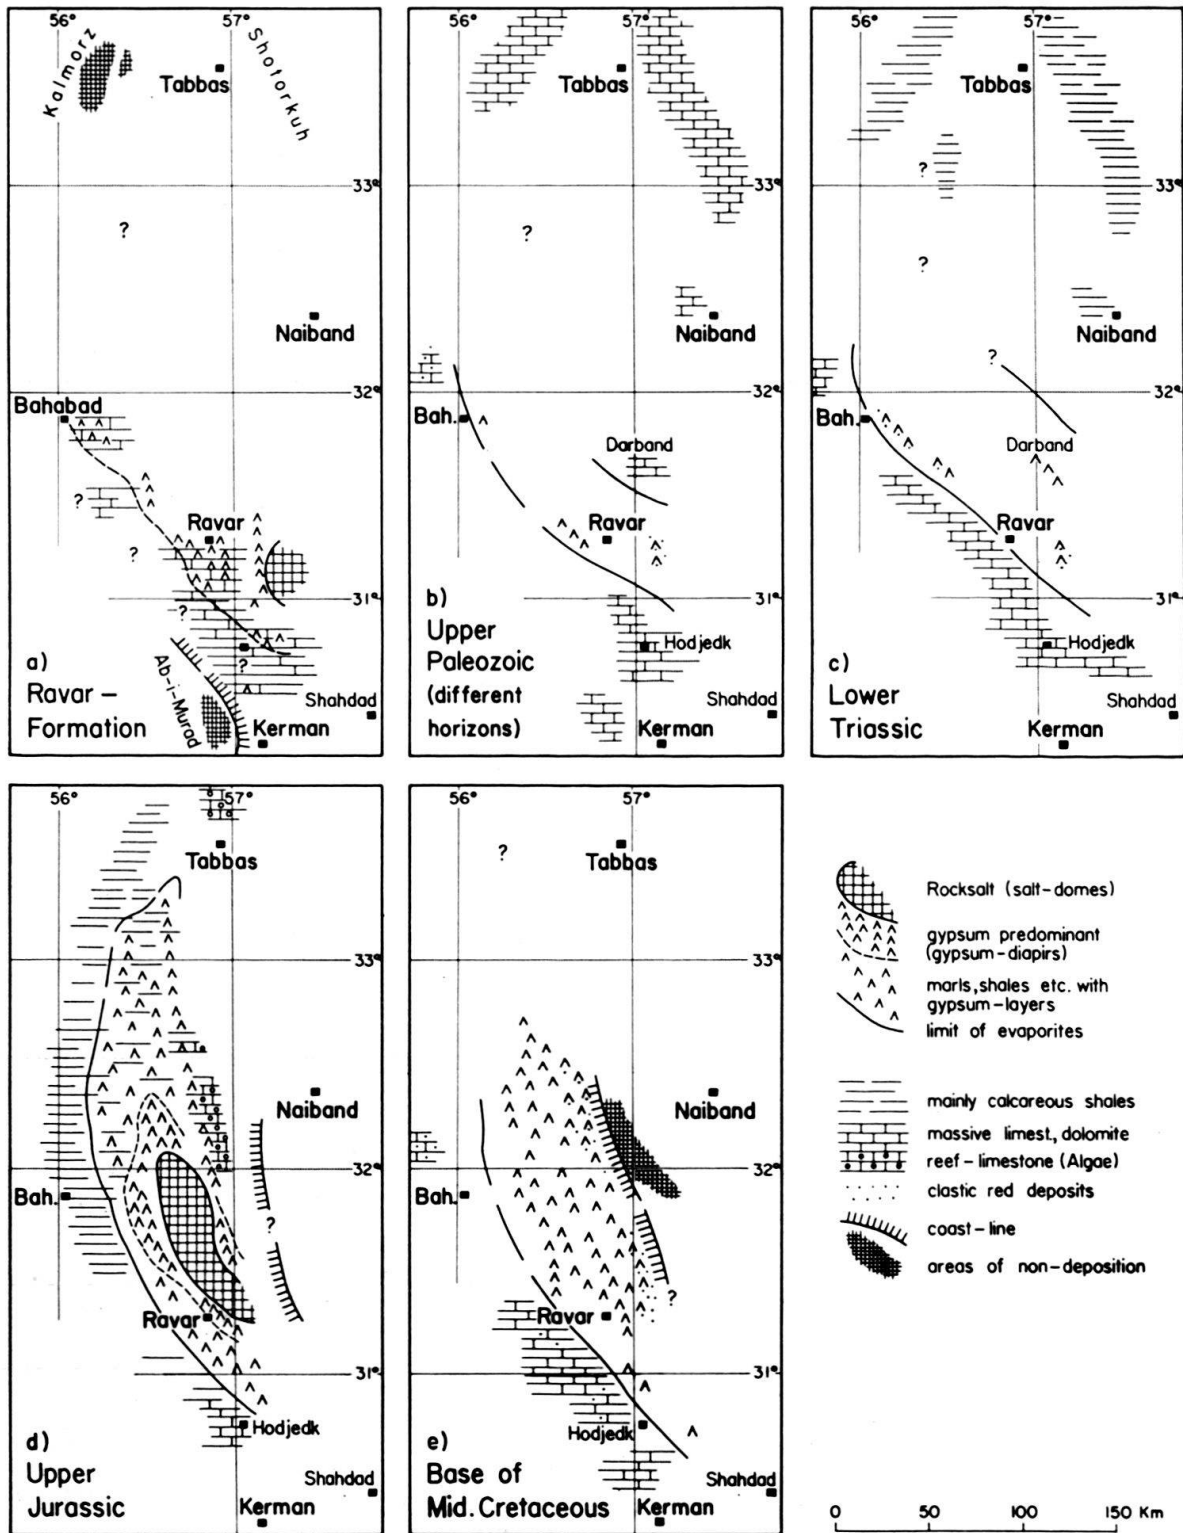 56° 57°
Kalmorz
Shotorkuh
Tabbas
33°
?
Naiband
32°
Bahabad
?
Ravar
?
31°
?
?
a)
Ab-i-Murad
Ravar –
Formation
Shahdad
Kerman
56° 57°
Tabbas
33°
?
Naiband
32°
Bah.
Darband
Ravar
31°
b)
Upper
Paleozoic
(different
horizons)
Hodjedk
Shahdad
Kerman
56° 57°
Tabbas
?
33°
?
Naiband
?
32°
Bah.
Darband
Ravar
31°
c)
Lower
Triassic
Hodjedk
Shahdad
Kerman
56° 57°
Tabbas
33°
Naiband
32°
Bah.
?
Ravar
31°
Hodjedk
d)
Upper
Jurassic
Shahdad
Kerman
56° 57°
?
Tabbas
33°
Naiband
32°
Bah.
?
Ravar
31°
Hodjedk
e)
Base of
Mid. Cretaceous
Shahdad
Kerman
Rocksalt (salt-domes)
gypsum predominant
(gypsum-diapirs)
marls, shales etc. with
gypsum-layers
limit of evaporites
mainly calcareous shales
massive limest., dolomite
reef-limestone (Algae)
clastic red deposits
coast-line
areas of non-deposition
0 50 100 150 Km